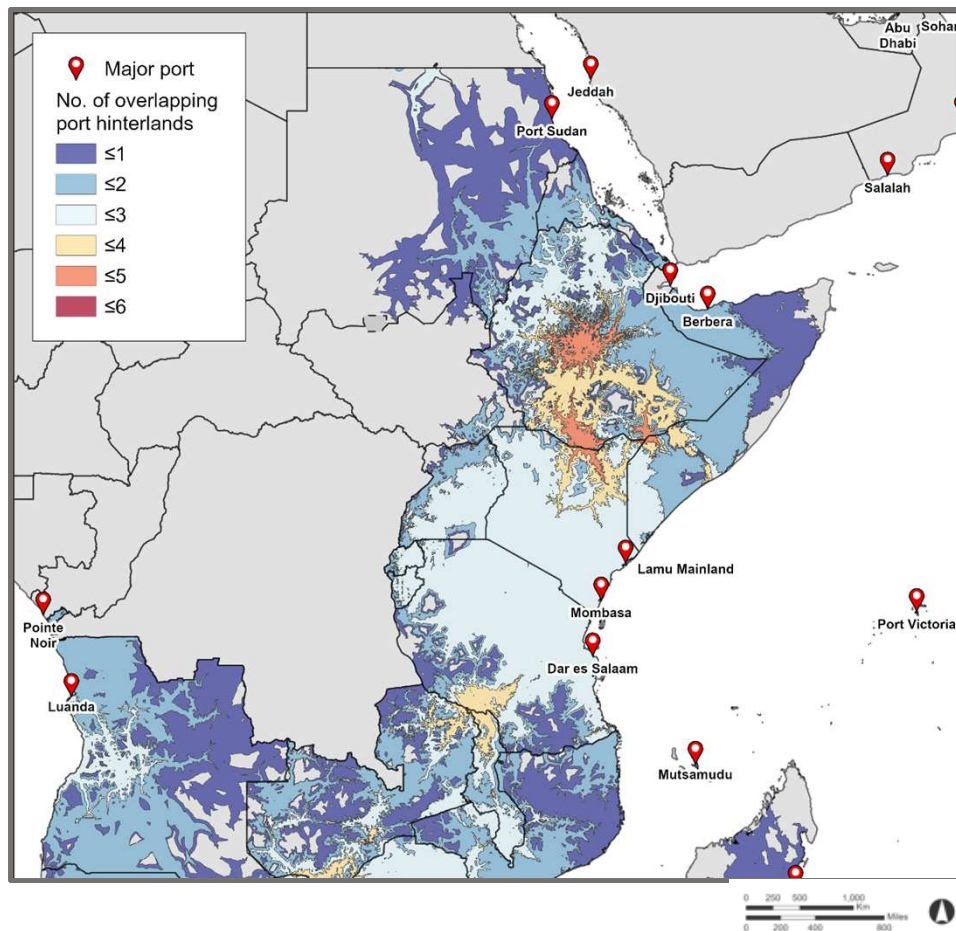 Major port
No. of overlapping
port hinterlands
≤1
≤2
≤3
≤4
≤5
≤6
Abu
Dhabi
Sohar
Jeddah
Port Sudan
Salalah
Djibouti
Berbera
Lamu Mainland
Mombasa
Pointe
Noir
Port Victoria
Dar es Salaam
Luanda
Mutsamudu
0 250 500 1,000
Km
Miles
0 200 400 800